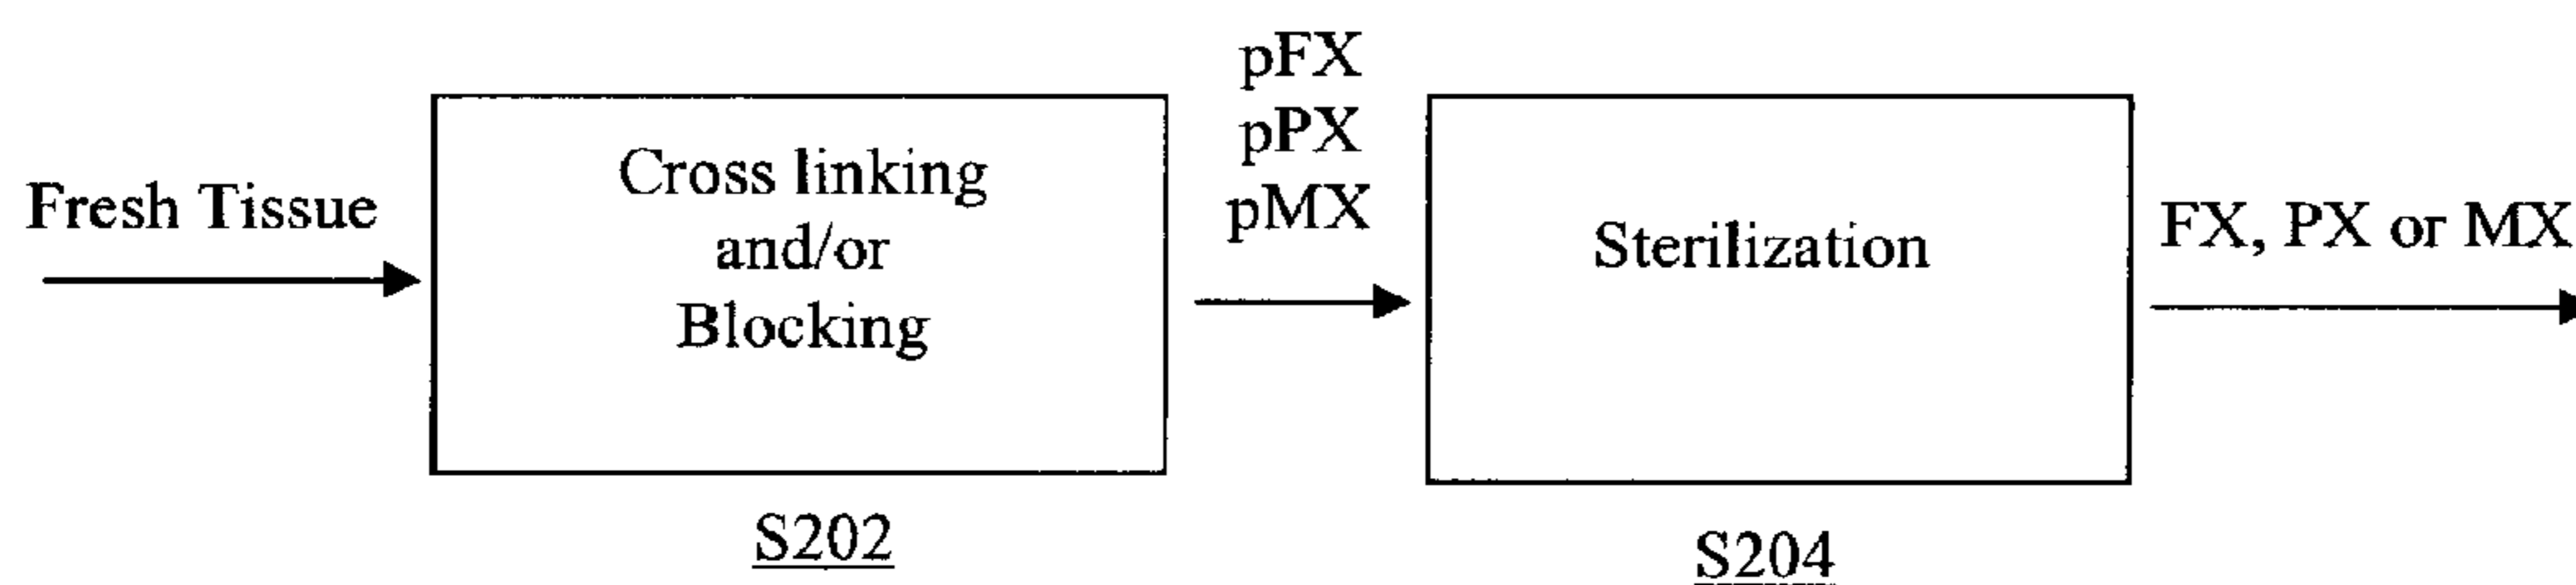 Fresh Tissue
Cross linking
and/or
Blocking
S202
pFX
pPX
pMX
Sterilization
S204
FX, PX or MX